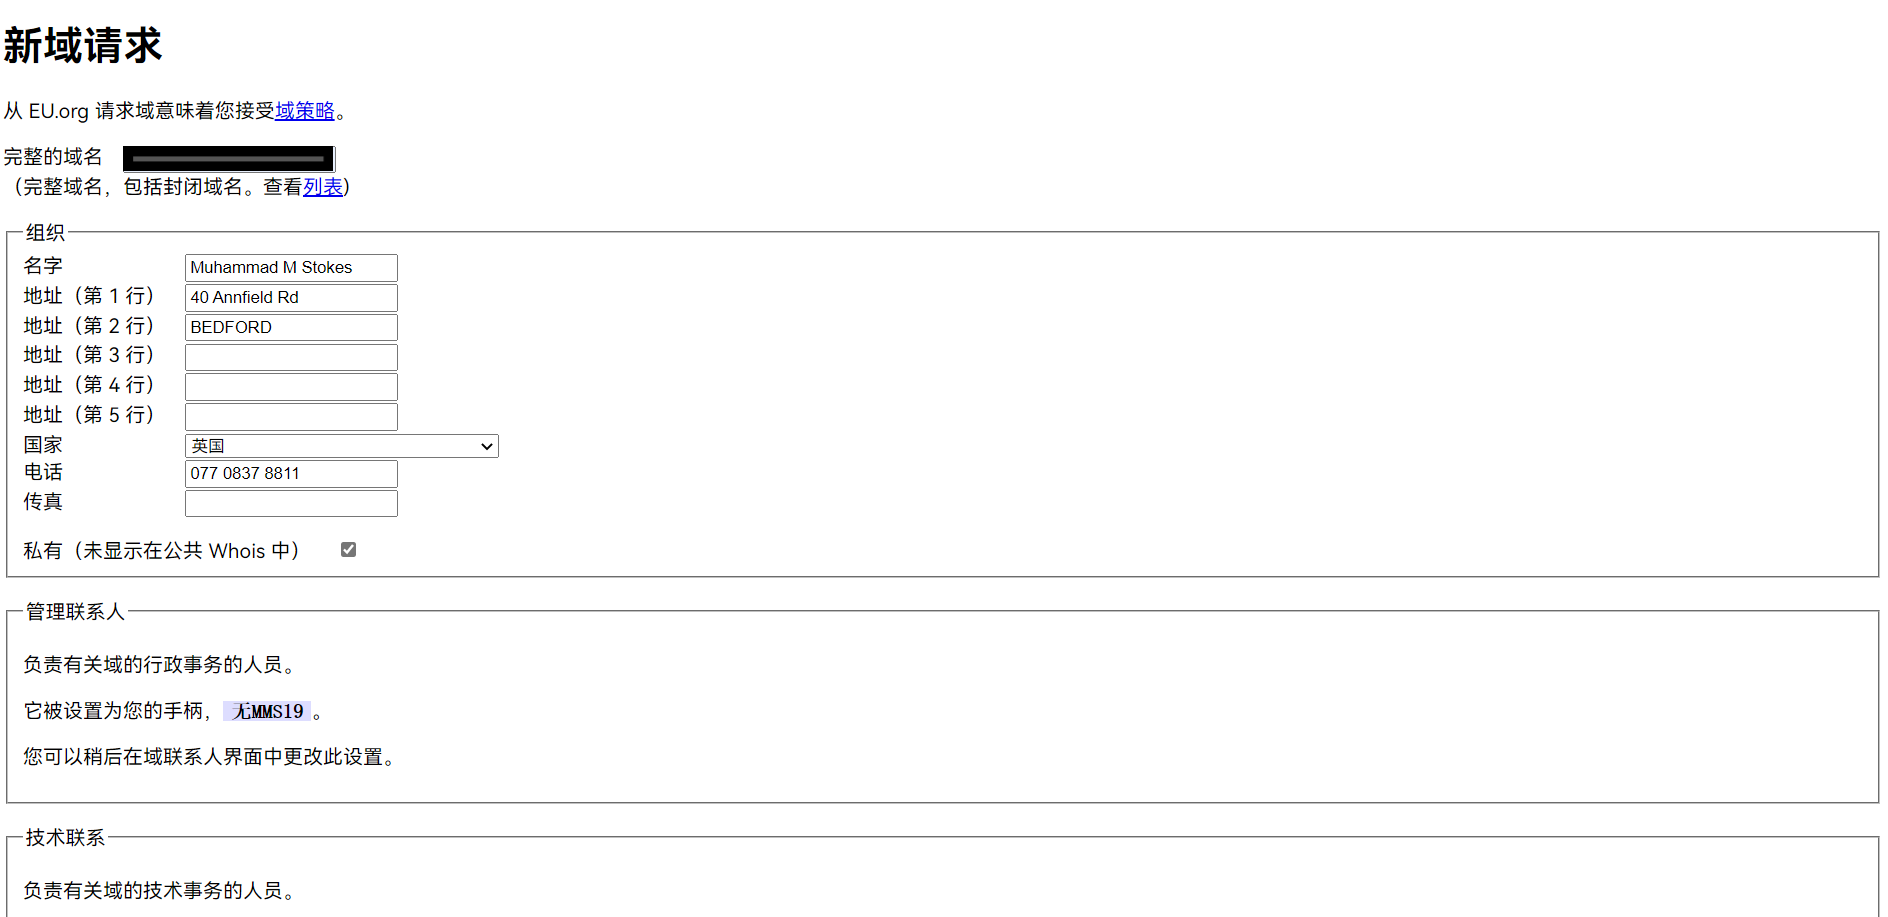 新域请求
从 EU.org 请求域意味着您接受域策略。
完整的域名
（完整域名，包括封闭域名。查看列表)
组织
名字 Muhammad M Stokes
地址（第 1 行） 40 Annfield Rd
地址（第 2 行） BEDFORD
地址（第 3 行）
地址（第 4 行）
地址（第 5 行）
国家 英国
电话 077 0837 8811
传真
私有（未显示在公共 Whois 中）
管理联系人
负责有关域的行政事务的人员。
它被设置为您的手柄，无MMS19。
您可以稍后在域联系人界面中更改此设置。
技术联系
负责有关域的技术事务的人员。